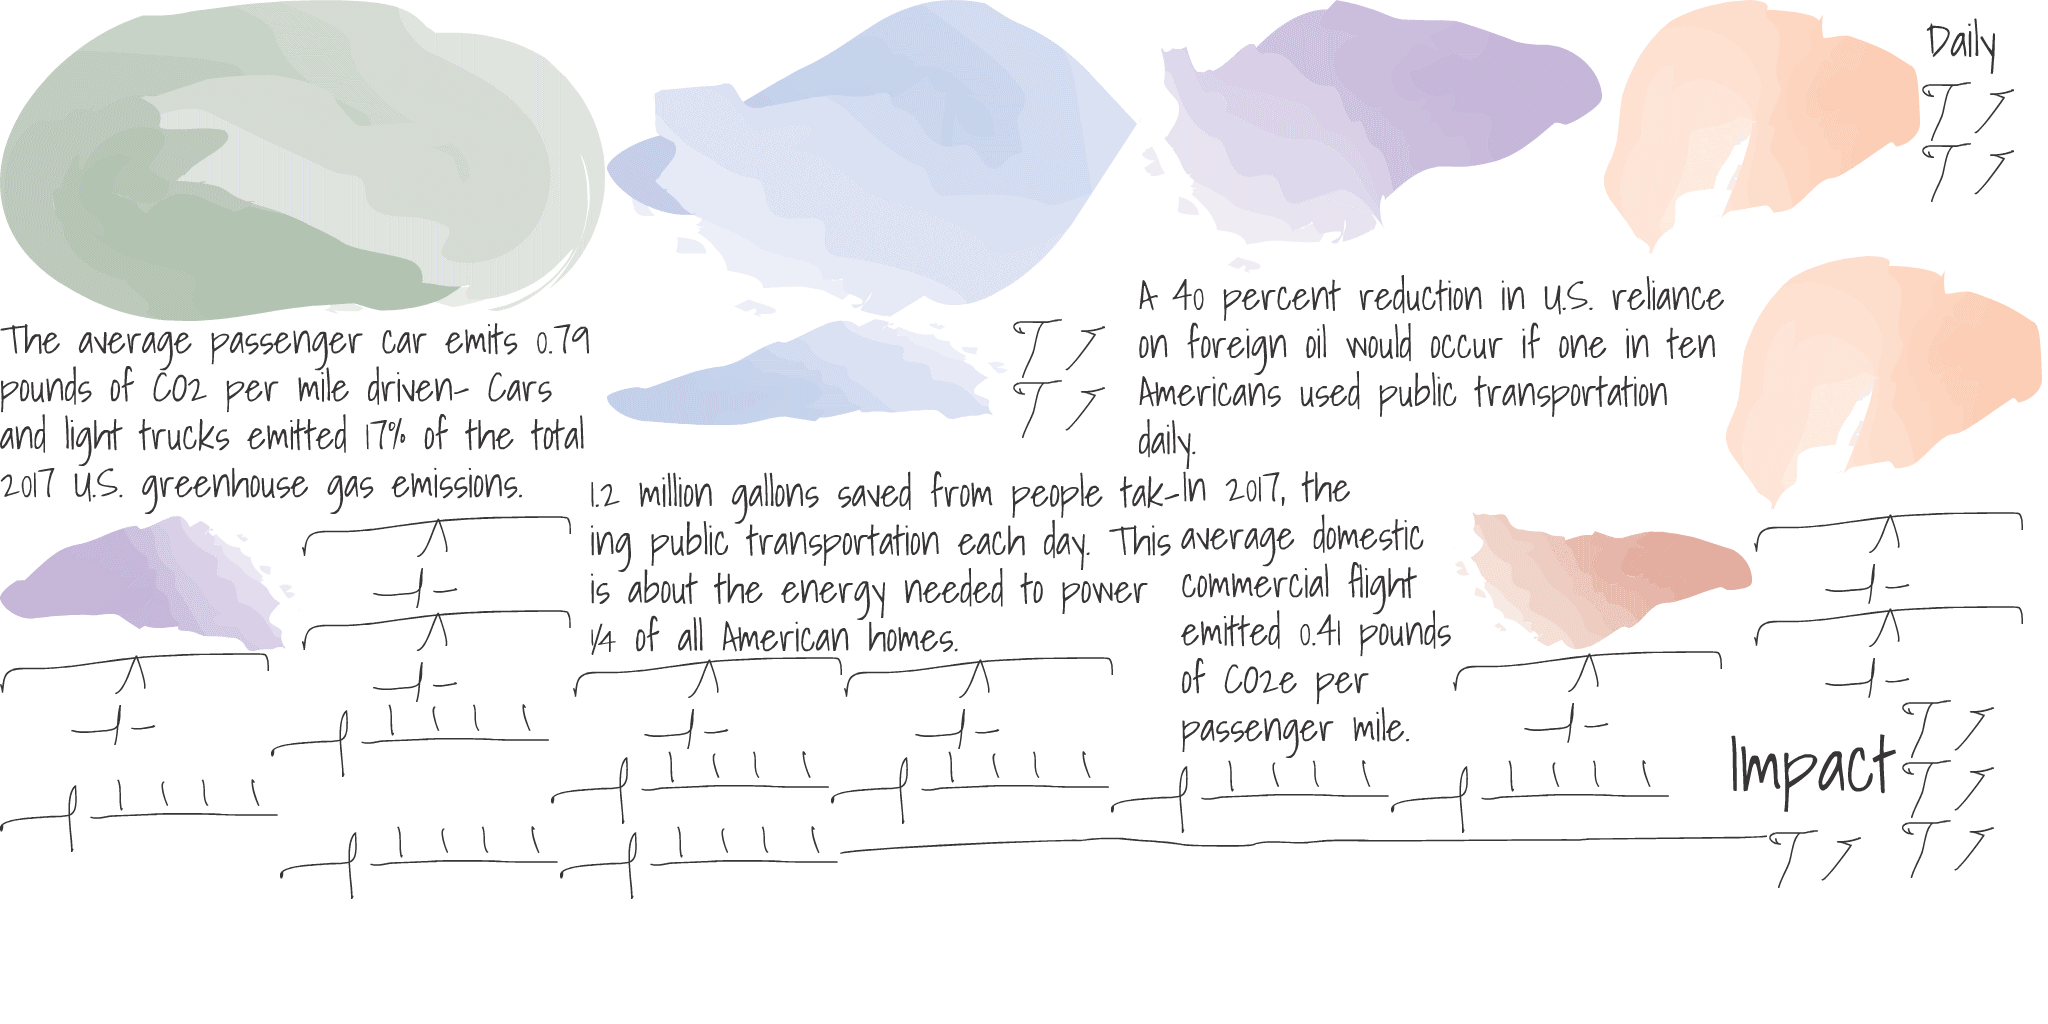 Daily
The average passenger car emits 0.79
pounds of CO2 per mile driven- Cars
and light trucks emitted 17% of the total
2017 U.S. greenhouse gas emissions.
A 40 percent reduction in U.S. reliance
on foreign oil would occur if one in ten
Americans used public transportation
daily.
1.2 million gallons saved from people tak-
ing public transportation each day. This
is about the energy needed to power
1/4 of all American homes.
In 2017, the
average domestic
commercial flight
emitted 0.41 pounds
of CO2e per
passenger mile.
Impact